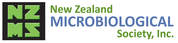 NZ
MS
New Zealand
MICROBIOLOGICAL
Society, Inc.